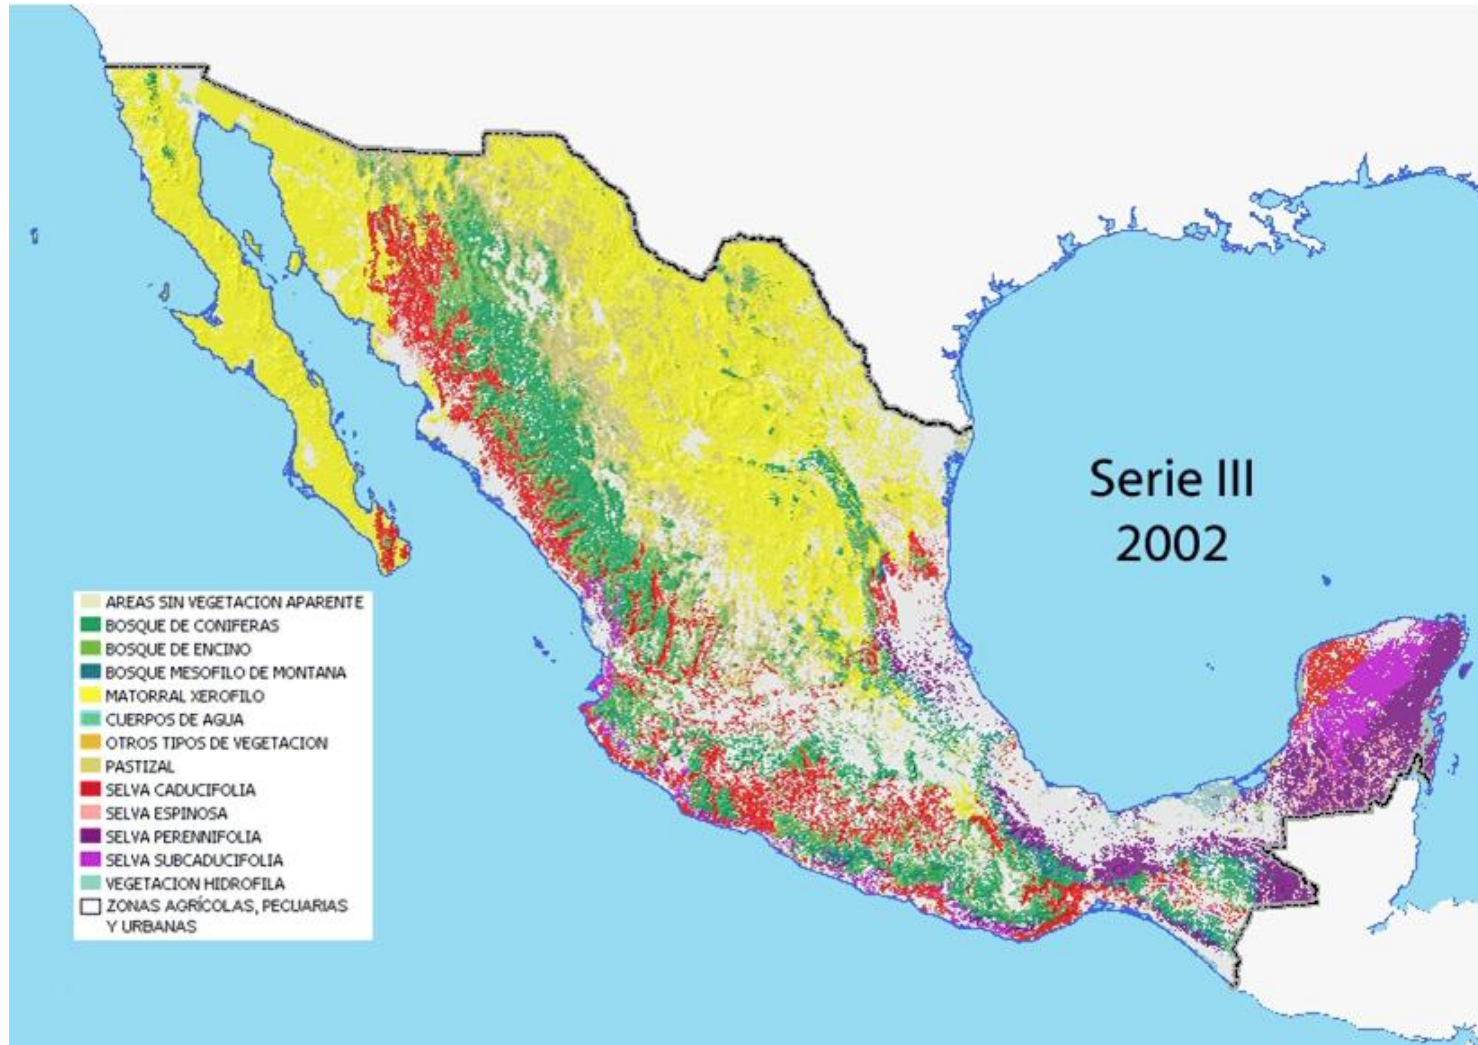 Serie III
2002
AREAS SIN VEGETACION APARENTE
BOSQUE DE CONIFERAS
BOSQUE DE ENCINO
BOSQUE MESOFILO DE MONTANA
MATORRAL XEROFILO
CUERPOS DE AGUA
OTROS TIPOS DE VEGETACION
PASTIZAL
SELVA CADUCIFOLIA
SELVA ESPINOSA
SELVA PERENNIFOLIA
SELVA SUBCADUCIFOLIA
VEGETACION HIDROFILA
ZONAS AGRÍCOLAS, PECUARIAS
Y URBANAS